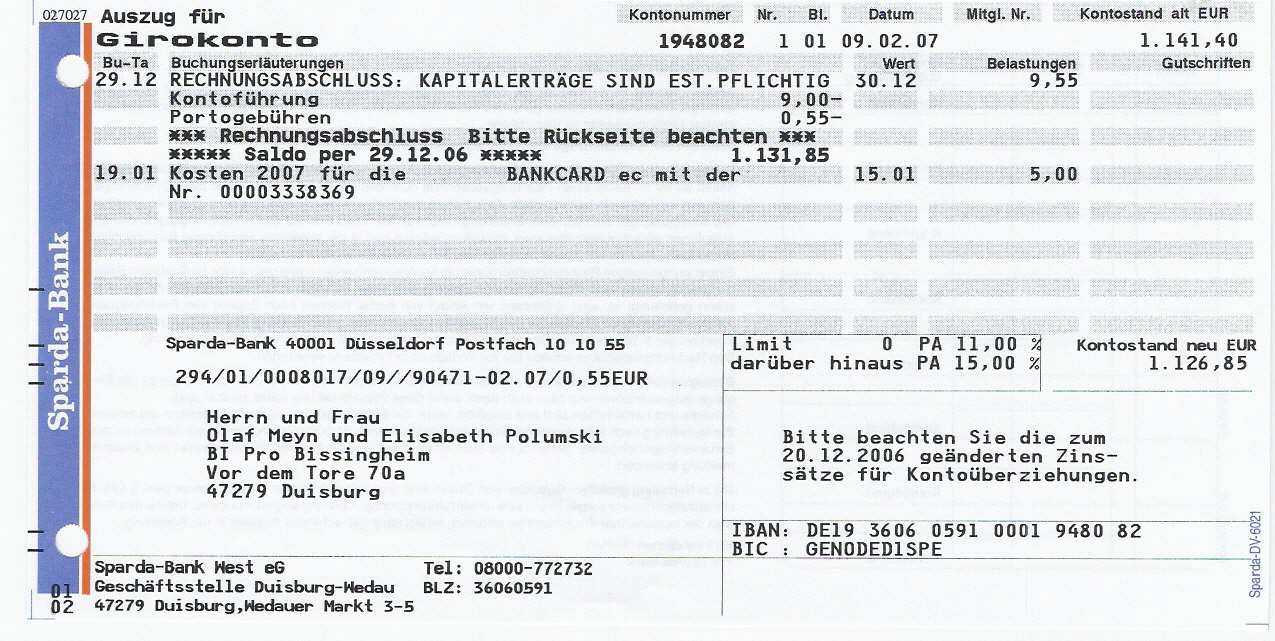 027027 Auszug für Kontonummer Nr. Bl. Datum Mitgl. Nr. Kontostand alt EUR
Girokonto 1948082 1 01 09.02.07 1.141,40
Bu-Ta Buchungserläuterungen Wert Belastungen Gutschriften
29.12 RECHNUNGSABSCHLUSS: KAPITALERTRÄGE SIND EST.PFLICHTIG 30.12 9,55
Kontoführung 9,00-
Portogebühren 0,55-
*** Rechnungsabschluss Bitte Rückseite beachten ***
***** Saldo per 29.12.06 ***** 1.131,85
19.01 Kosten 2007 für die BANKCARD ec mit der 15.01 5,00
Nr. 00003338369
Sparda-Bank
Sparda-Bank 40001 Düsseldorf Postfach 10 10 55
Limit 0 PA 11,00 % Kontostand neu EUR
darüber hinaus PA 15,00 % 1.126,85
294/01/0008017/09//90471-02.07/0,55EUR
Herrn und Frau
Olaf Meyn und Elisabeth Polumski
BI Pro Bissingheim
Vor dem Tore 70a
47279 Duisburg
Bitte beachten Sie die zum
20.12.2006 geänderten Zins-
sätze für Kontoüberziehungen.
IBAN: DE19 3606 0591 0001 9480 82
BIC : GENODED1SPE
Sparda-Bank West eG Tel: 08000-772732
Geschäftsstelle Duisburg-Wedau BLZ: 36060591
47279 Duisburg,Wedauer Markt 3-5
01
02
Sparda-DV-6021